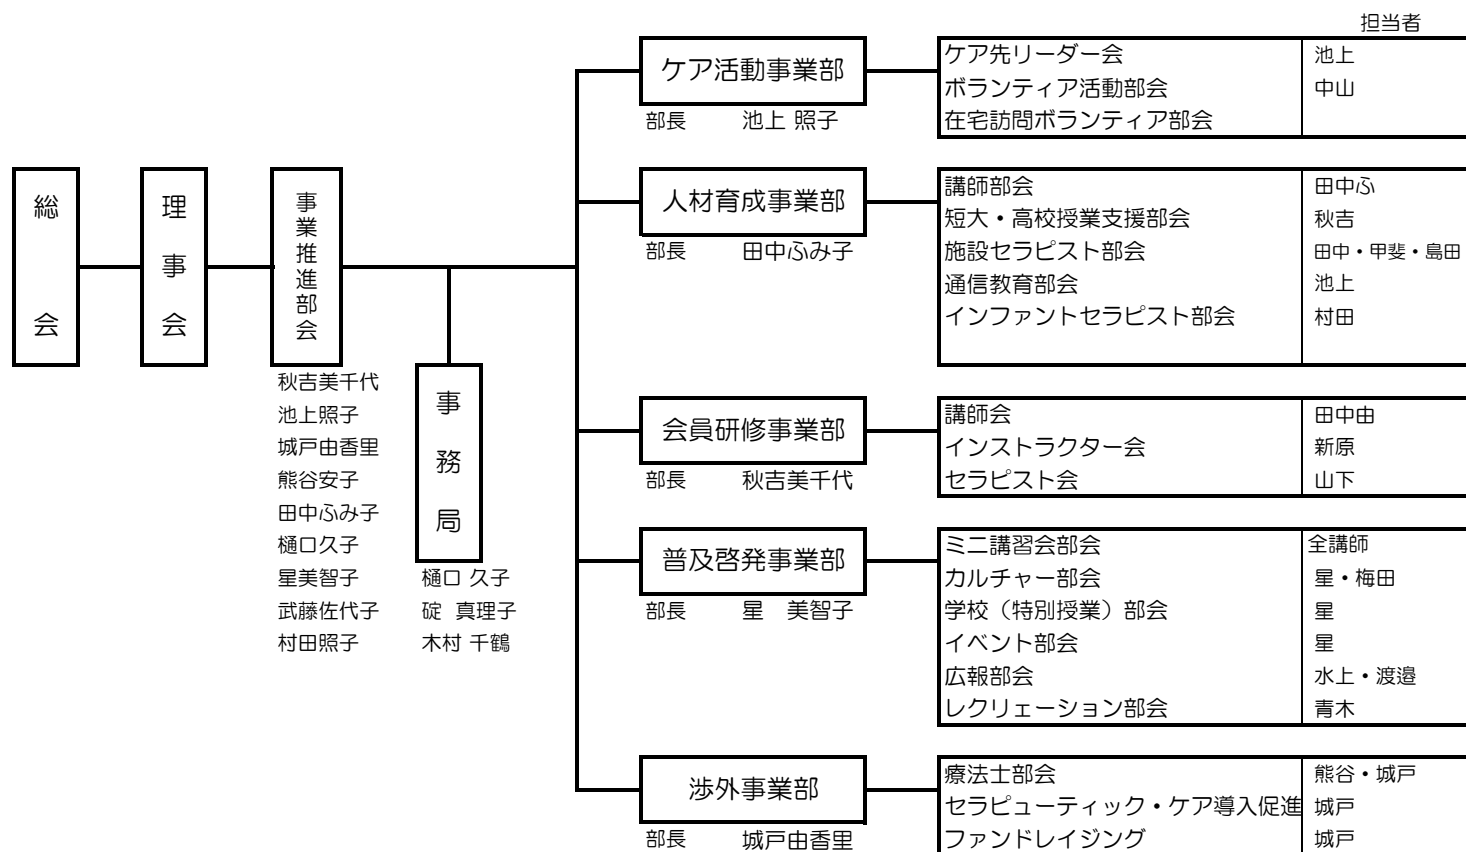 担当者
総会
理事会
事業推進部会
秋吉美千代
池上照子
城戸由香里
熊谷安子
田中ふみ子
樋口久子
星美智子
武藤佐代子
村田照子
事務局
樋口 久子
碇 真理子
木村 千鶴
ケア活動事業部
部長 池上 照子
ケア先リーダー会 池上
ボランティア活動部会 中山
在宅訪問ボランティア部会
人材育成事業部
部長 田中ふみ子
講師部会 田中ふ
短大・高校授業支援部会 秋吉
施設セラピスト部会 田中・甲斐・島田
通信教育部会 池上
インファントセラピスト部会 村田
会員研修事業部
部長 秋吉美千代
講師会 田中由
インストラクター会 新原
セラピスト会 山下
普及啓発事業部
部長 星 美智子
ミニ講習会部会 全講師
カルチャー部会 星・梅田
学校（特別授業）部会 星
イベント部会 星
広報部会 水上・渡邉
レクリェーション部会 青木
渉外事業部
部長 城戸由香里
療法士部会 熊谷・城戸
セラピューティック・ケア導入促進 城戸
ファンドレイジング 城戸